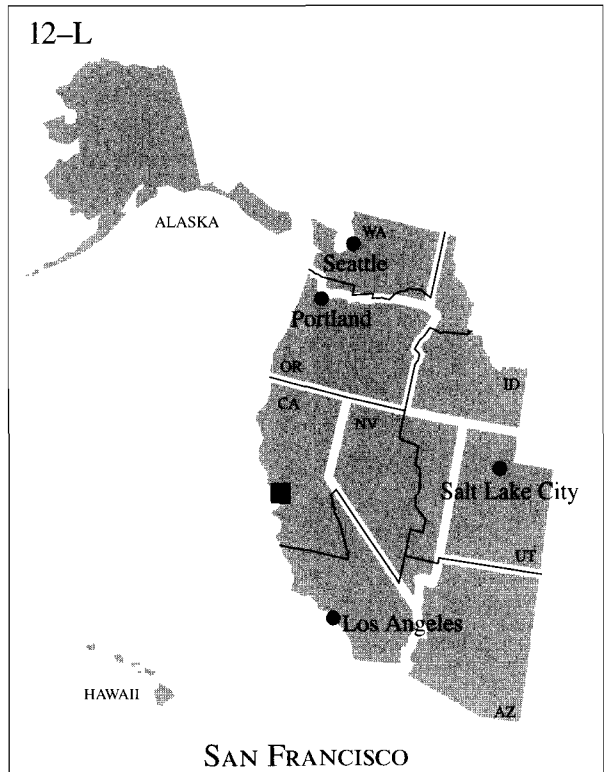 12–L
ALASKA
WA
Seattle
Portland
OR
ID
CA
NV
Salt Lake City
UT
Los Angeles
HAWAII
AZ
SAN FRANCISCO